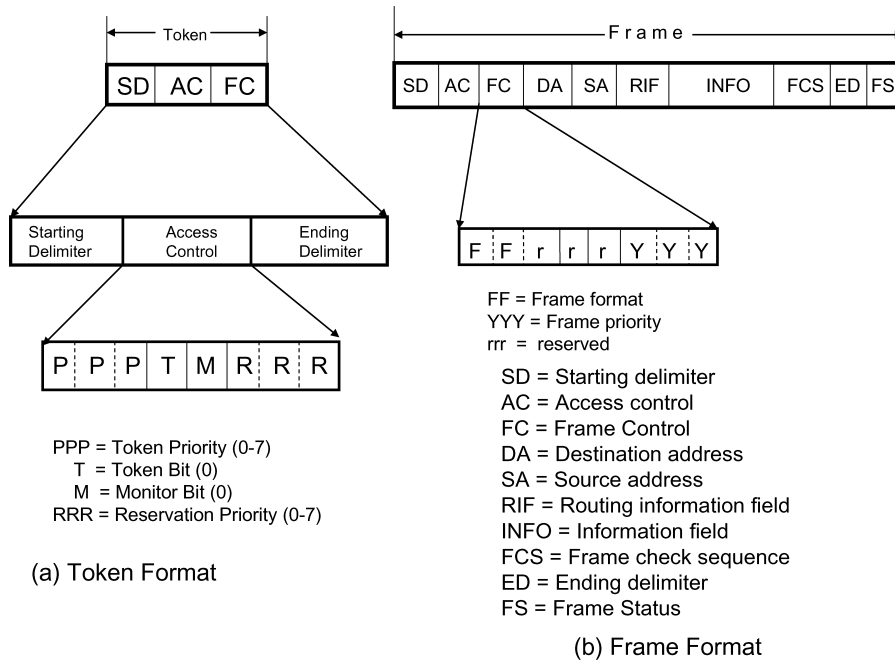 Token
SD AC FC
Starting Delimiter
Access Control
Ending Delimiter
P P P T M R R R
PPP = Token Priority (0-7)
T = Token Bit (0)
M = Monitor Bit (0)
RRR = Reservation Priority (0-7)
(a) Token Format
Frame
SD AC FC DA SA RIF INFO FCS ED FS
F F r r r Y Y Y
FF = Frame format
YYY = Frame priority
rrr = reserved
SD = Starting delimiter
AC = Access control
FC = Frame Control
DA = Destination address
SA = Source address
RIF = Routing information field
INFO = Information field
FCS = Frame check sequence
ED = Ending delimiter
FS = Frame Status
(b) Frame Format